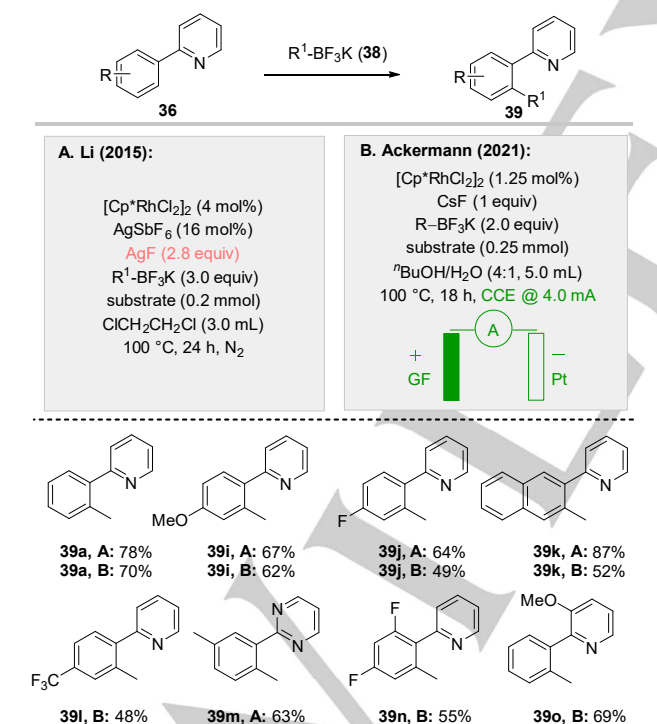 R
N
36
R¹-BF₃K (38)
R
N
R¹
39
A. Li (2015):
[Cp*RhCl₂]₂ (4 mol%)
AgSbF₆ (16 mol%)
AgF (2.8 equiv)
R¹-BF₃K (3.0 equiv)
substrate (0.2 mmol)
ClCH₂CH₂Cl (3.0 mL)
100 °C, 24 h, N₂
B. Ackermann (2021):
[Cp*RhCl₂]₂ (1.25 mol%)
CsF (1 equiv)
R−BF₃K (2.0 equiv)
substrate (0.25 mmol)
ⁿBuOH/H₂O (4:1, 5.0 mL)
100 °C, 18 h, CCE @ 4.0 mA
A
+ −
GF Pt
N
39a, A: 78%
39a, B: 70%
MeO
N
39i, A: 67%
39i, B: 62%
F
N
39j, A: 64%
39j, B: 49%
N
39k, A: 87%
39k, B: 52%
F₃C
N
39l, B: 48%
N
N
39m, A: 63%
F
F
N
39n, B: 55%
MeO
N
39o, B: 69%